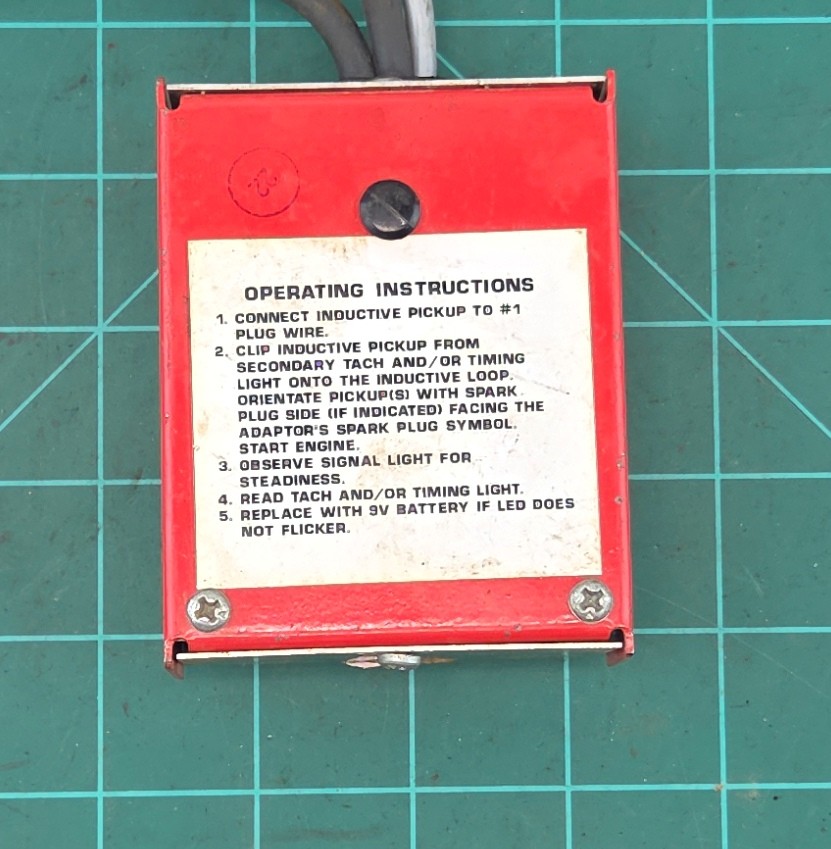 22
OPERATING INSTRUCTIONS
1. CONNECT INDUCTIVE PICKUP TO #1
PLUG WIRE.
2. CLIP INDUCTIVE PICKUP FROM
SECONDARY TACH AND/OR TIMING
LIGHT ONTO THE INDUCTIVE LOOP.
ORIENTATE PICKUP(S) WITH SPARK
PLUG SIDE (IF INDICATED) FACING THE
ADAPTOR'S SPARK PLUG SYMBOL.
START ENGINE.
3. OBSERVE SIGNAL LIGHT FOR
STEADINESS.
4. READ TACH AND/OR TIMING LIGHT.
5. REPLACE WITH 9V BATTERY IF LED DOES
NOT FLICKER.